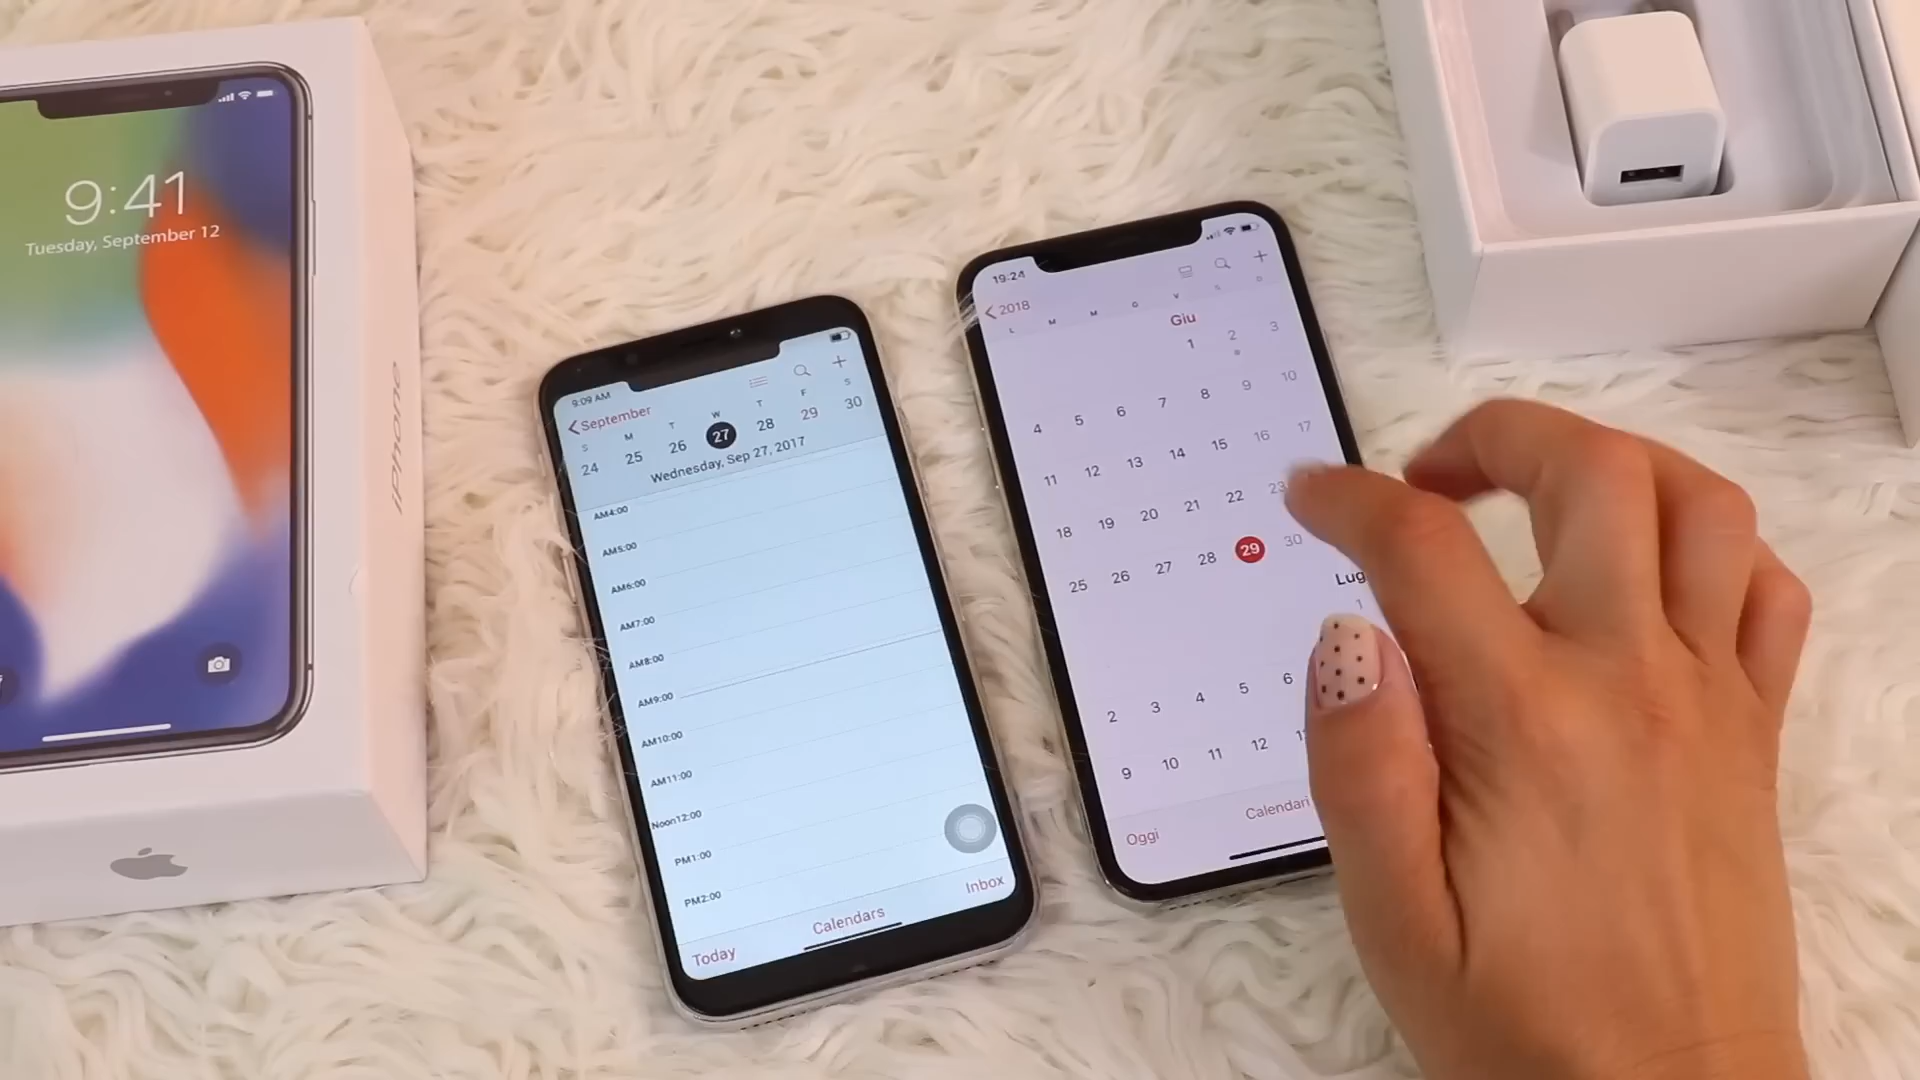 9:41
Tuesday, September 12
iPhone
9:09 AM
September
S M T W T F S
24 25 26 27 28 29 30
Wednesday, Sep 27, 2017
AM4:00
AM5:00
AM6:00
AM7:00
AM8:00
AM9:00
AM10:00
AM11:00
Noon12:00
PM1:00
PM2:00
Today Calendars Inbox
19:24
2018
L M M G V S D
Giu
1 2 3
4 5 6 7 8 9 10
11 12 13 14 15 16 17
18 19 20 21 22 23
25 26 27 28 29 30
Lug
1
2 3 4 5 6
9 10 11 12
Oggi Calendari